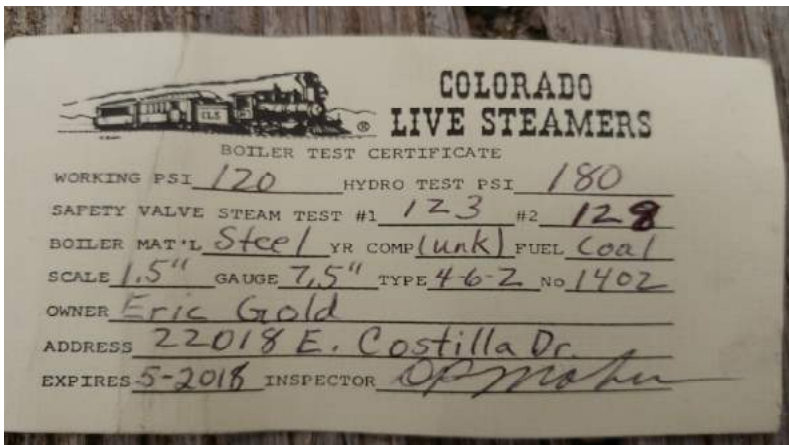 COLORADO
LIVE STEAMERS
CLS
®
BOILER TEST CERTIFICATE
WORKING PSI 120 HYDRO TEST PSI 180
SAFETY VALVE STEAM TEST #1 123 #2 128
BOILER MAT'L Steel YR COMP (unk) FUEL Coal
SCALE 1.5" GAUGE 7,5" TYPE 4-6-2 NO 1402
OWNER Eric Gold
ADDRESS 22018 E. Costilla Dr.
EXPIRES 5-2018 INSPECTOR